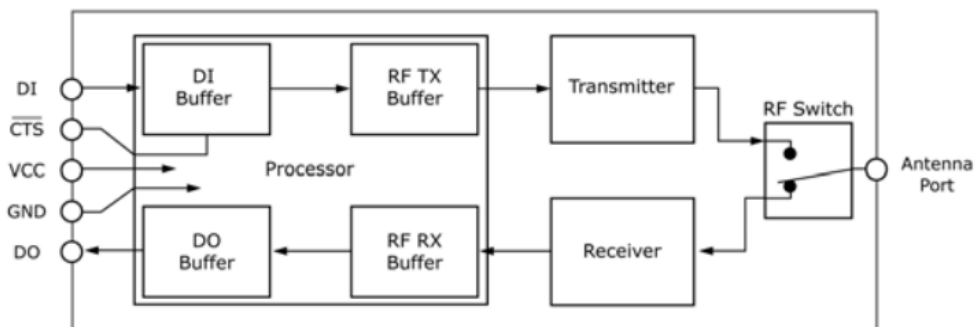 DI
C̅T̅S̅
VCC
GND
DO
DI
Buffer
RF TX
Buffer
Processor
DO
Buffer
RF RX
Buffer
Transmitter
Receiver
RF Switch
Antenna
Port